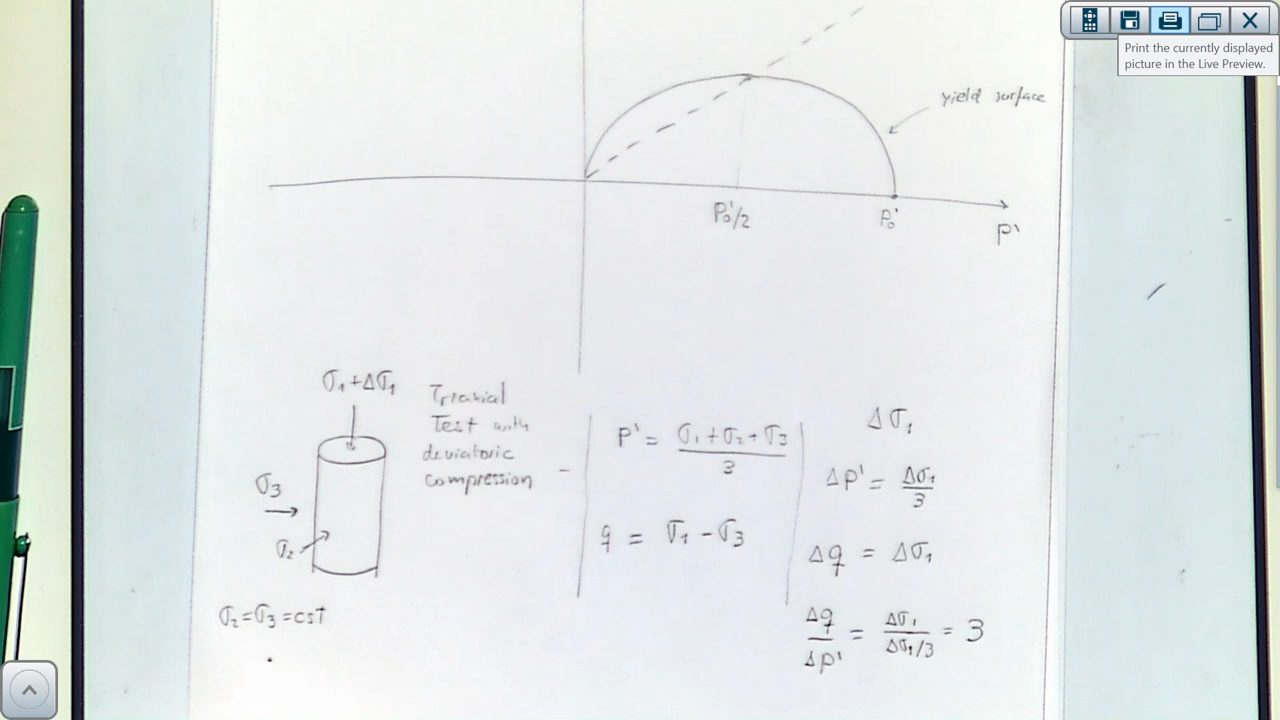 Print the currently displayed
picture in the Live Preview.
yield surface
P₀'/2
P₀'
P'
σ₁+Δσ₁
Triaxial
Test with
deviatoric
compression
σ₃
σ₂
σ₂=σ₃=cst
P' = (σ₁+σ₂+σ₃)/3
q = σ₁-σ₃
Δσ₁
ΔP' = Δσ₁/3
Δq = Δσ₁
Δq/ΔP' = Δσ₁/(Δσ₁/3) = 3